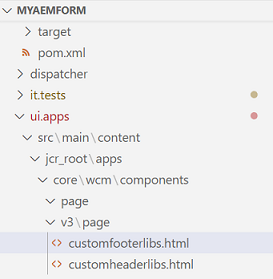 MYAEMFORM
target
pom.xml
dispatcher
it.tests
ui.apps
src\main\content
jcr_root\apps
core\wcm\components
page
v3\page
customfooterlibs.html
customheaderlibs.html